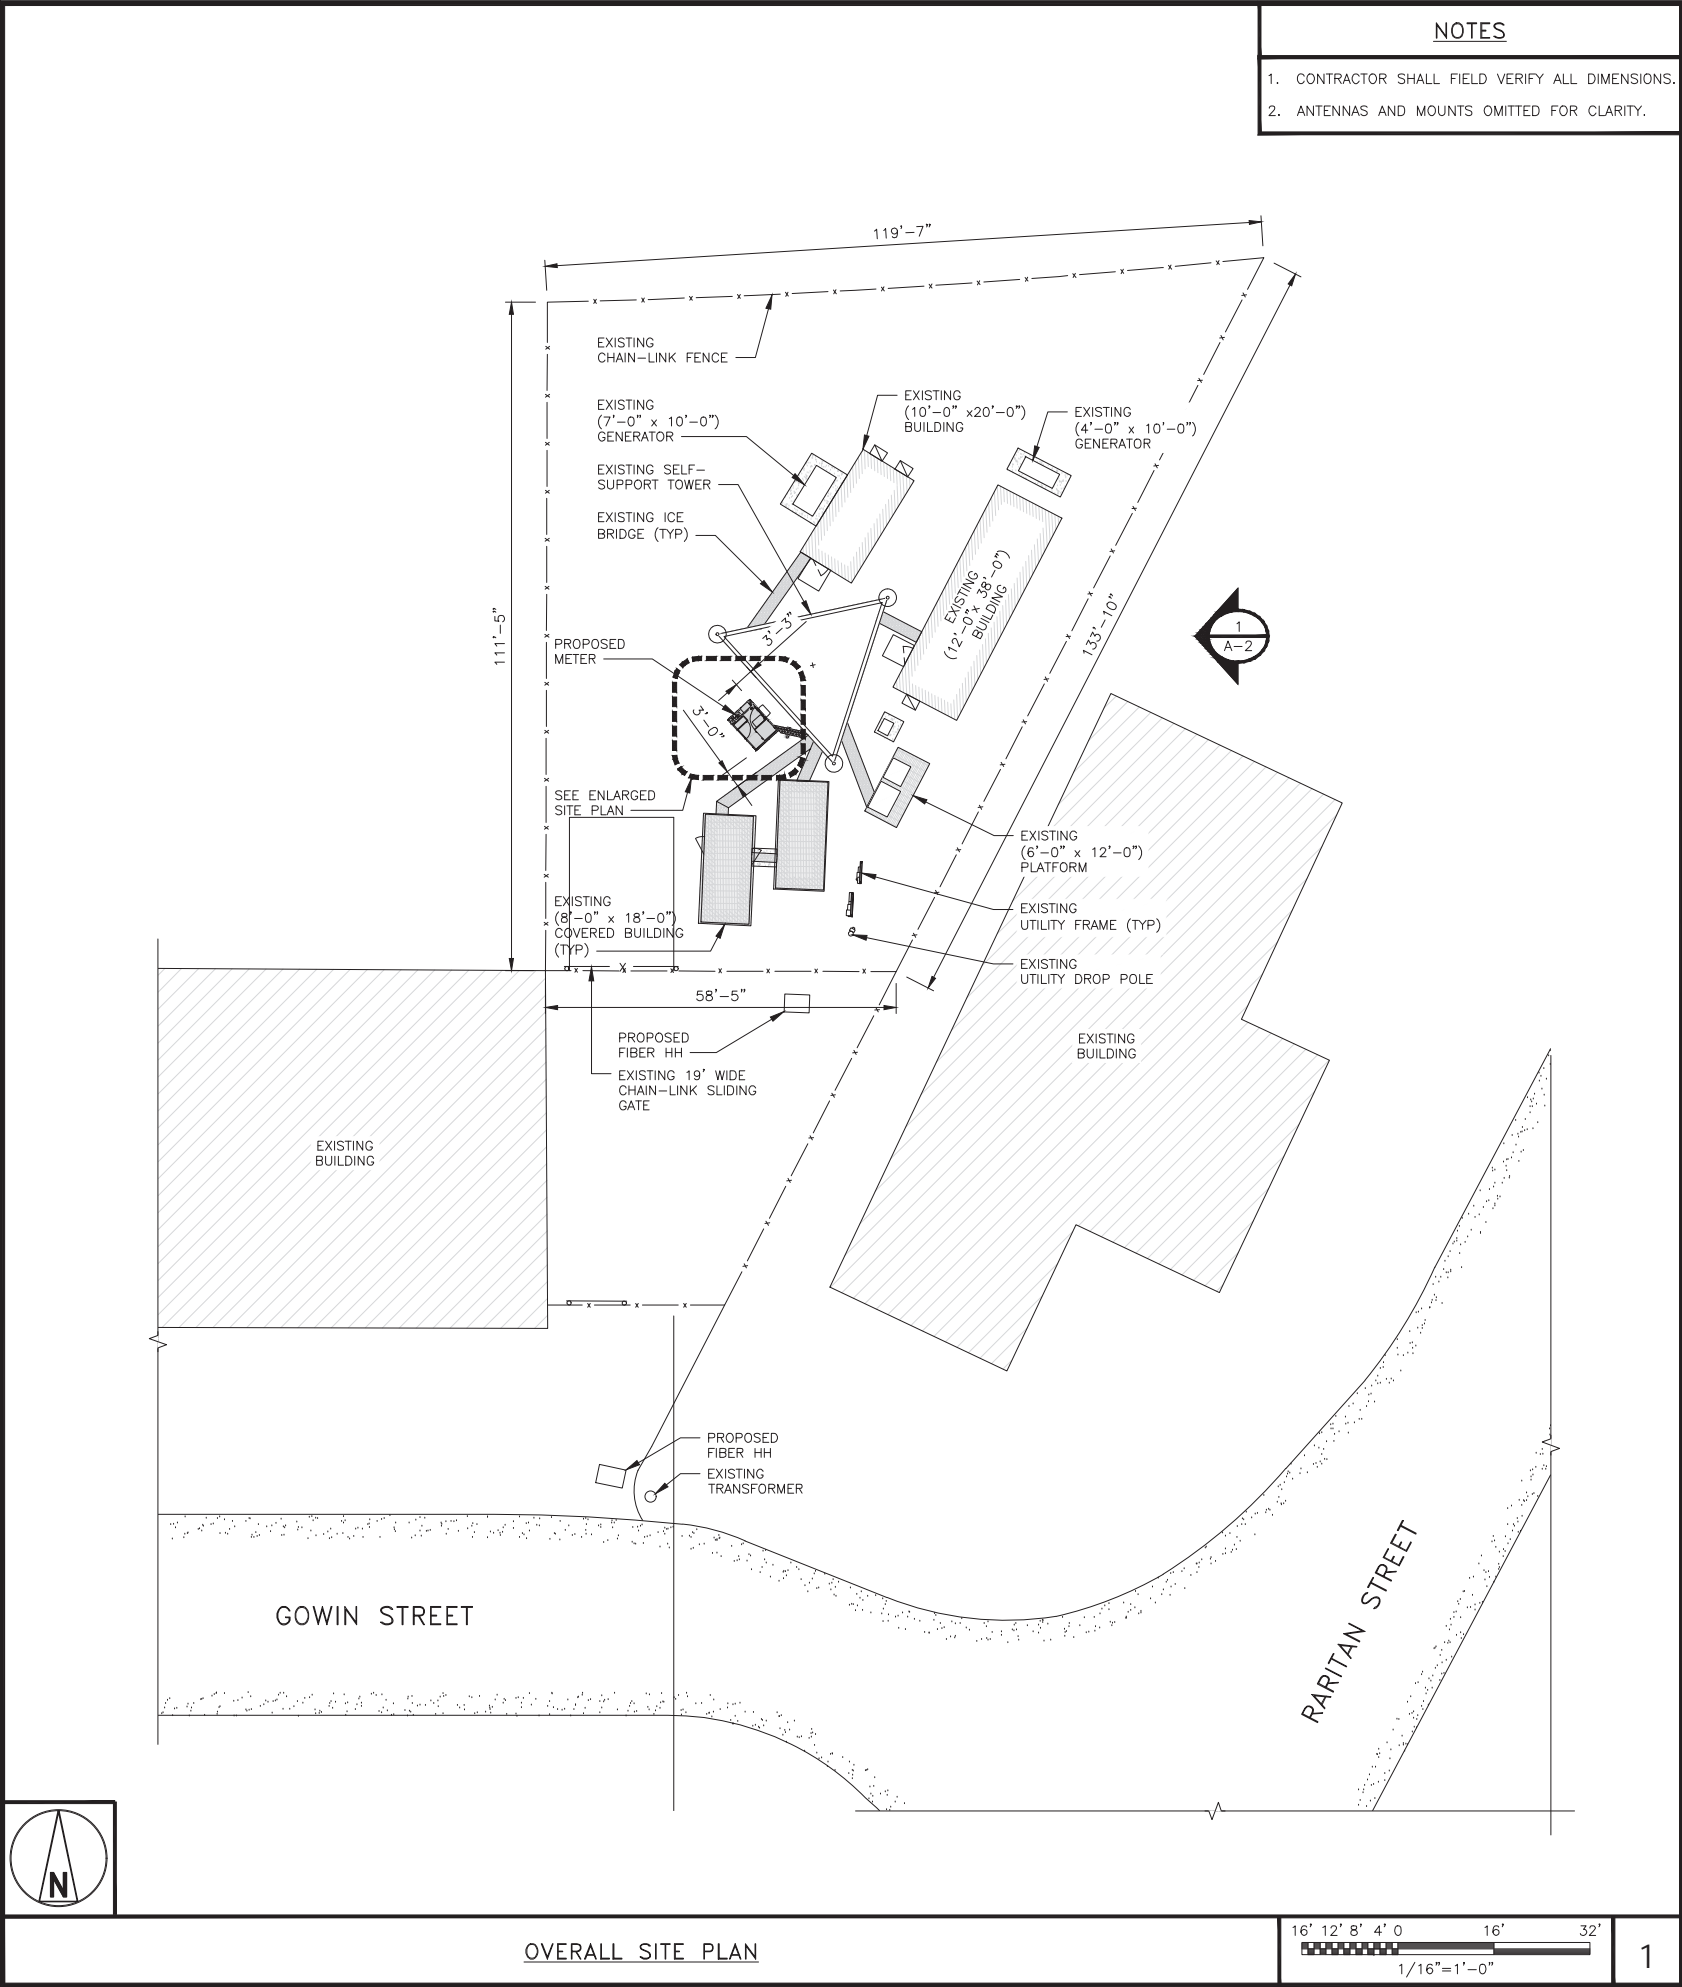 NOTES
1. CONTRACTOR SHALL FIELD VERIFY ALL DIMENSIONS.
2. ANTENNAS AND MOUNTS OMITTED FOR CLARITY.
119'-7"
EXISTING
CHAIN-LINK FENCE
EXISTING
(7'-0" x 10'-0")
GENERATOR
EXISTING
(10'-0" x20'-0")
BUILDING
EXISTING
(4'-0" x 10'-0")
GENERATOR
EXISTING SELF-
SUPPORT TOWER
EXISTING ICE
BRIDGE (TYP)
EXISTING
(12'-0" x 38'-0")
BUILDING
111'-5"
133'-10"
3'-3"
PROPOSED
METER
3'-0"
1
A-2
SEE ENLARGED
SITE PLAN
EXISTING
(6'-0" x 12'-0")
PLATFORM
EXISTING
(8'-0" x 18'-0")
COVERED BUILDING
(TYP)
EXISTING
UTILITY FRAME (TYP)
EXISTING
UTILITY DROP POLE
58'-5"
PROPOSED
FIBER HH
EXISTING 19' WIDE
CHAIN-LINK SLIDING
GATE
EXISTING
BUILDING
EXISTING
BUILDING
PROPOSED
FIBER HH
EXISTING
TRANSFORMER
GOWIN STREET
RARITAN STREET
N
OVERALL SITE PLAN
16' 12' 8' 4' 0 16' 32'
1/16"=1'-0"
1